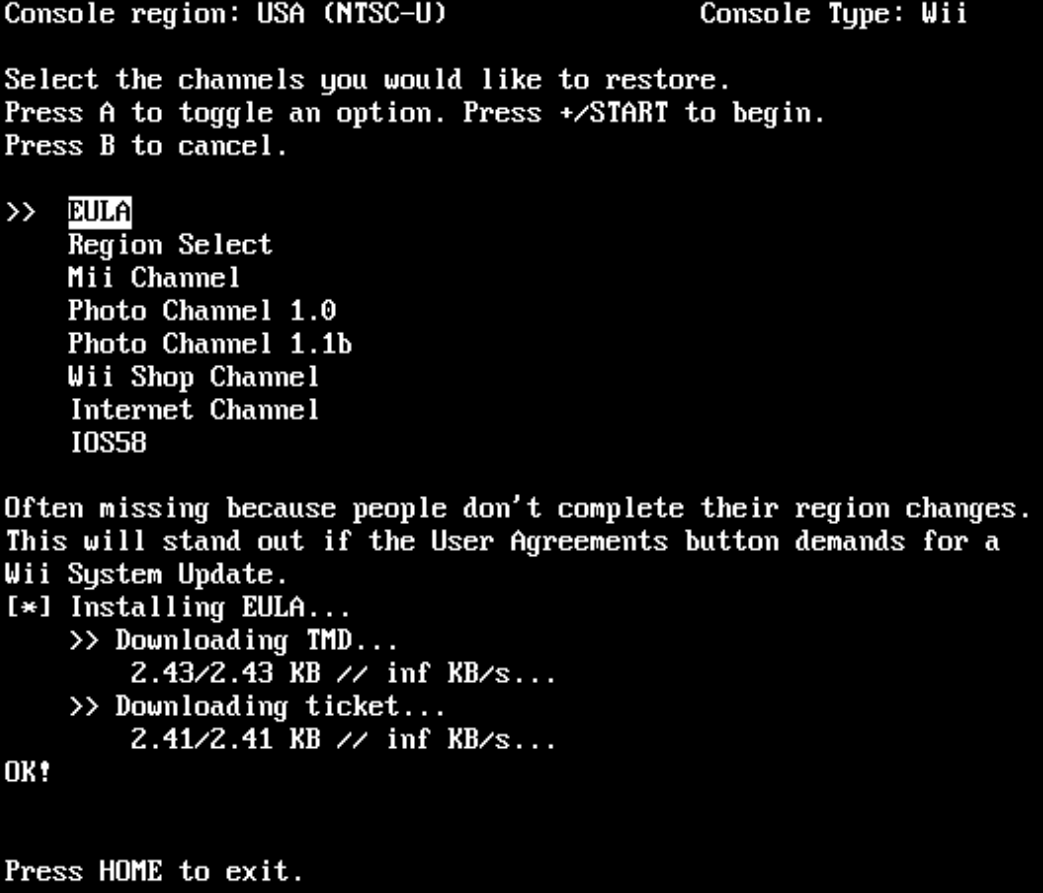 Console region: USA (NTSC-U) Console Type: Wii
Select the channels you would like to restore.
Press A to toggle an option. Press +/START to begin.
Press B to cancel.
>> EULA
Region Select
Mii Channel
Photo Channel 1.0
Photo Channel 1.1b
Wii Shop Channel
Internet Channel
IOS58
Often missing because people don't complete their region changes.
This will stand out if the User Agreements button demands for a
Wii System Update.
[*] Installing EULA...
>> Downloading TMD...
2.43/2.43 KB // inf KB/s...
>> Downloading ticket...
2.41/2.41 KB // inf KB/s...
OK!
Press HOME to exit.